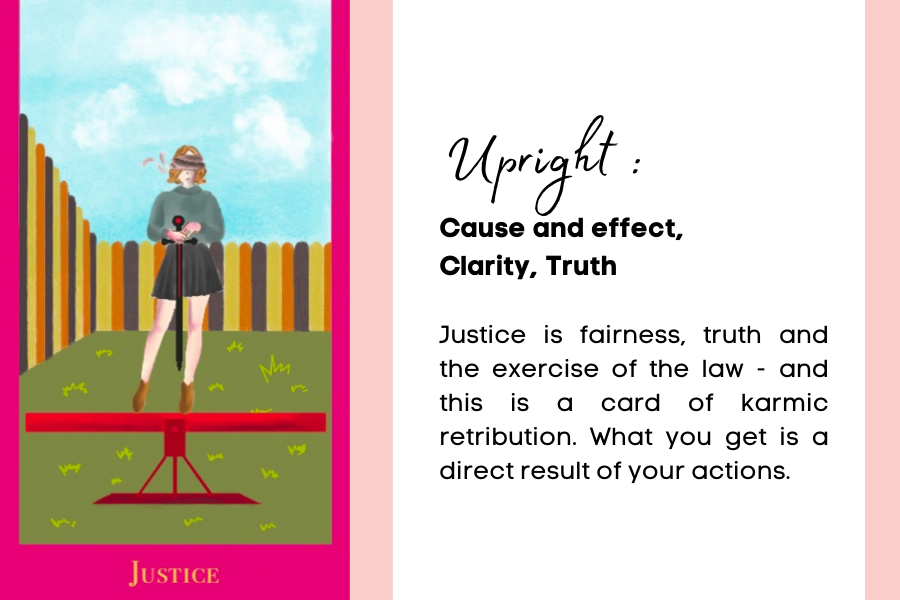 Justice
Upright :
Cause and effect,
Clarity, Truth
Justice is fairness, truth and
the exercise of the law - and
this is a card of karmic
retribution. What you get is a
direct result of your actions.